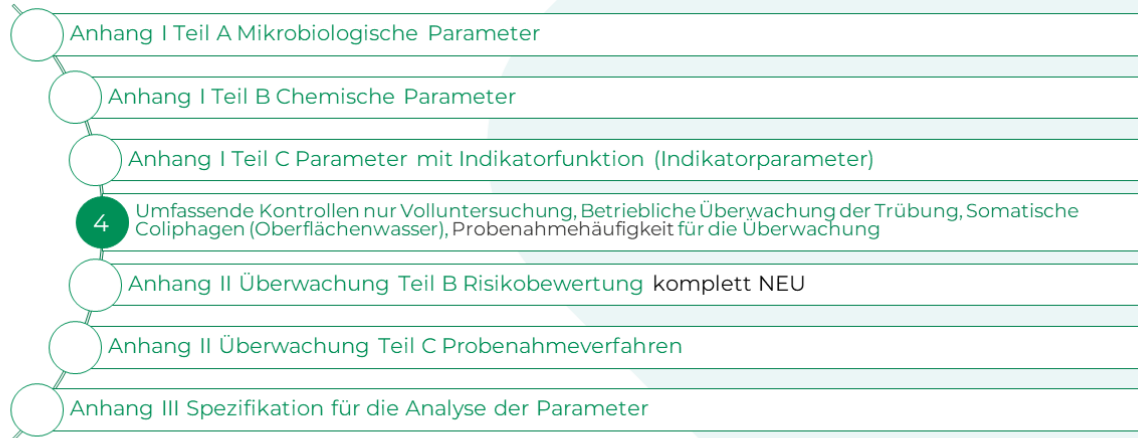 Anhang I Teil A Mikrobiologische Parameter
Anhang I Teil B Chemische Parameter
Anhang I Teil C Parameter mit Indikatorfunktion (Indikatorparameter)
4
Umfassende Kontrollen nur Volluntersuchung, Betriebliche Überwachung der Trübung, Somatische
Coliphagen (Oberflächenwasser), Probenahmehäufigkeit für die Überwachung
Anhang II Überwachung Teil B Risikobewertung komplett NEU
Anhang II Überwachung Teil C Probenahmeverfahren
Anhang III Spezifikation für die Analyse der Parameter